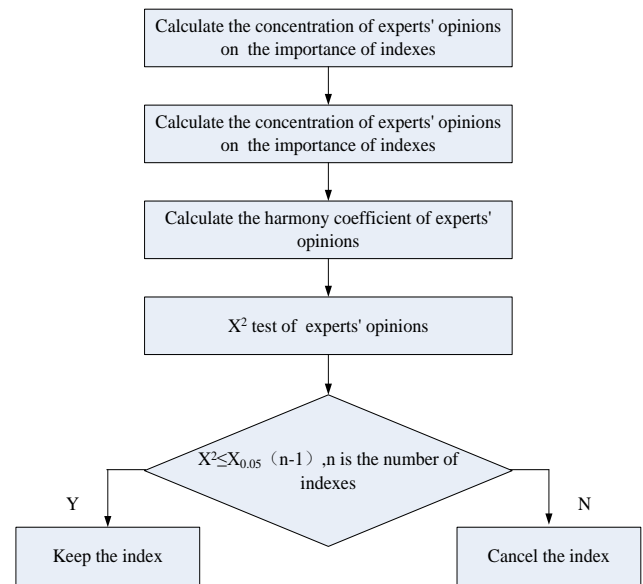 Calculate the concentration of experts' opinions
on the importance of indexes
Calculate the concentration of experts' opinions
on the importance of indexes
Calculate the harmony coefficient of experts'
opinions
X² test of experts' opinions
X²≤X₀.₀₅（n-1）,n is the number of
indexes
Y
N
Keep the index
Cancel the index